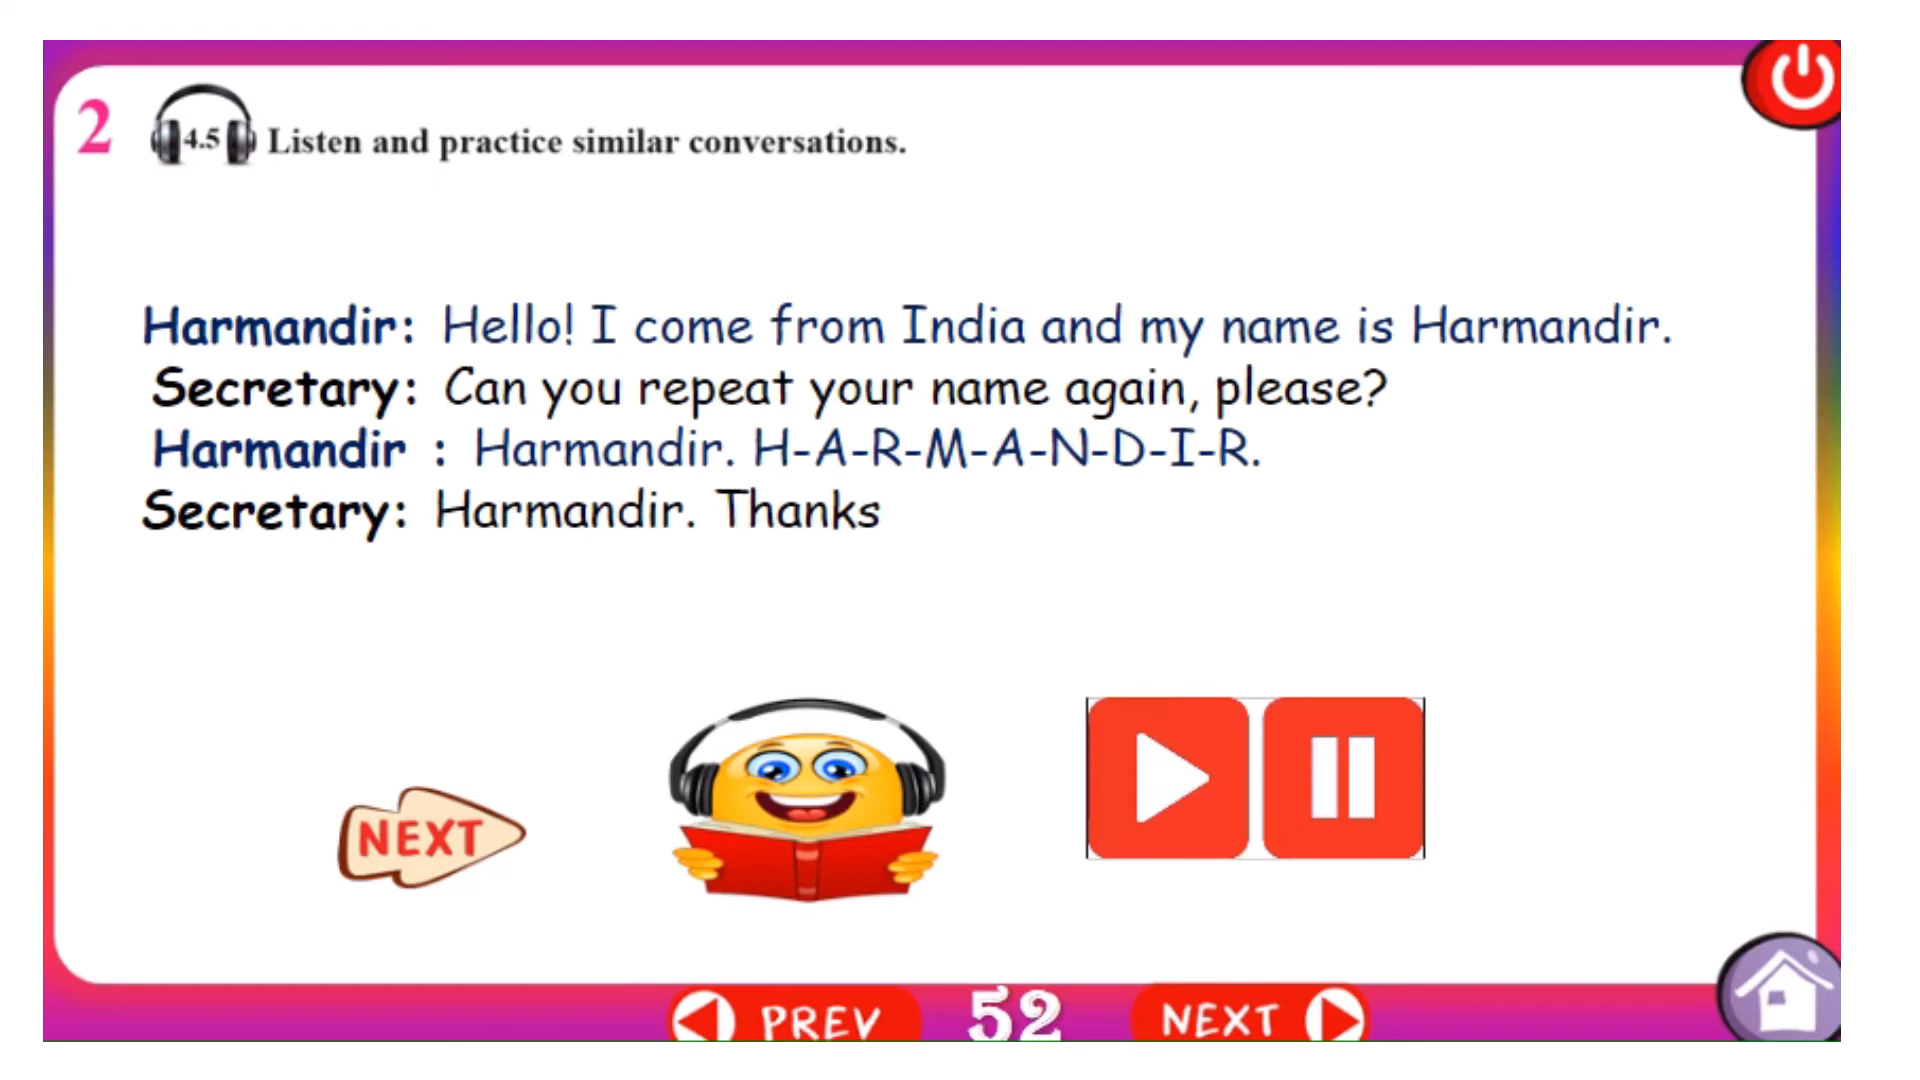 2 4.5 Listen and practice similar conversations.
Harmandir: Hello! I come from India and my name is Harmandir.
Secretary: Can you repeat your name again, please?
Harmandir : Harmandir. H-A-R-M-A-N-D-I-R.
Secretary: Harmandir. Thanks
NEXT
PREV 52 NEXT